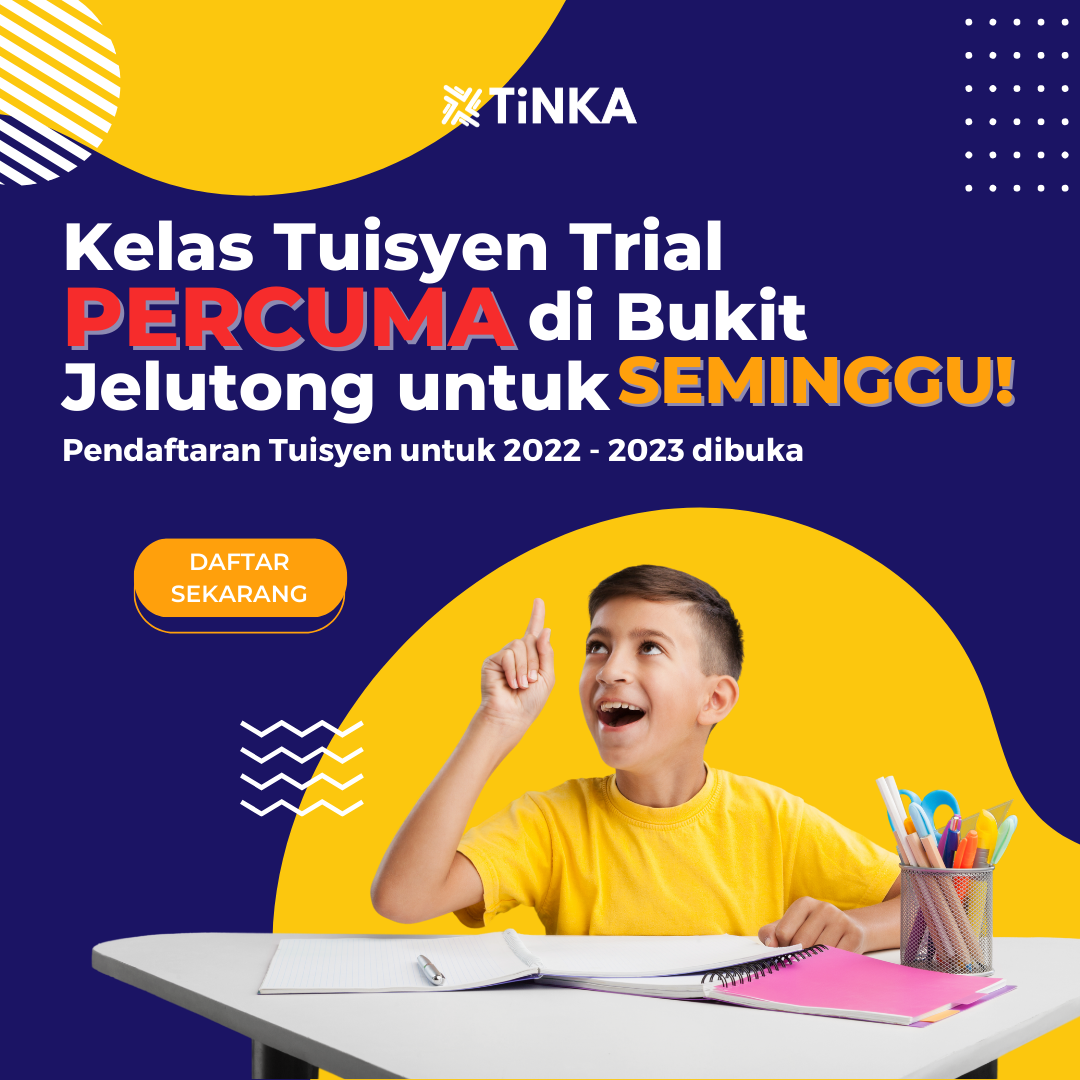 TiNKA
Kelas Tuisyen Trial
PERCUMA di Bukit
Jelutong untuk SEMINGGU!
Pendaftaran Tuisyen untuk 2022 - 2023 dibuka
DAFTAR
SEKARANG